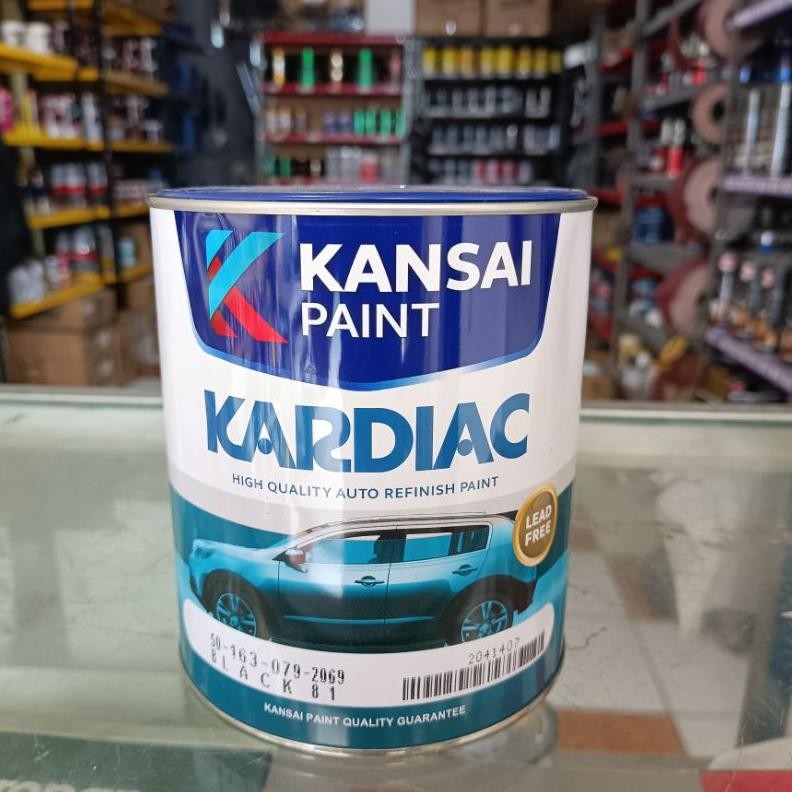 KANSAI
PAINT
KARDIAC
HIGH QUALITY AUTO REFINISH PAINT
LEAD
FREE
50-163-079-2069
BLACK 81
2041407
KANSAI PAINT QUALITY GUARANTEE